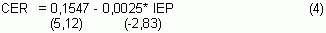 CER = 0,1547 - 0,0025* IEP (4)
(5,12) (-2,83)